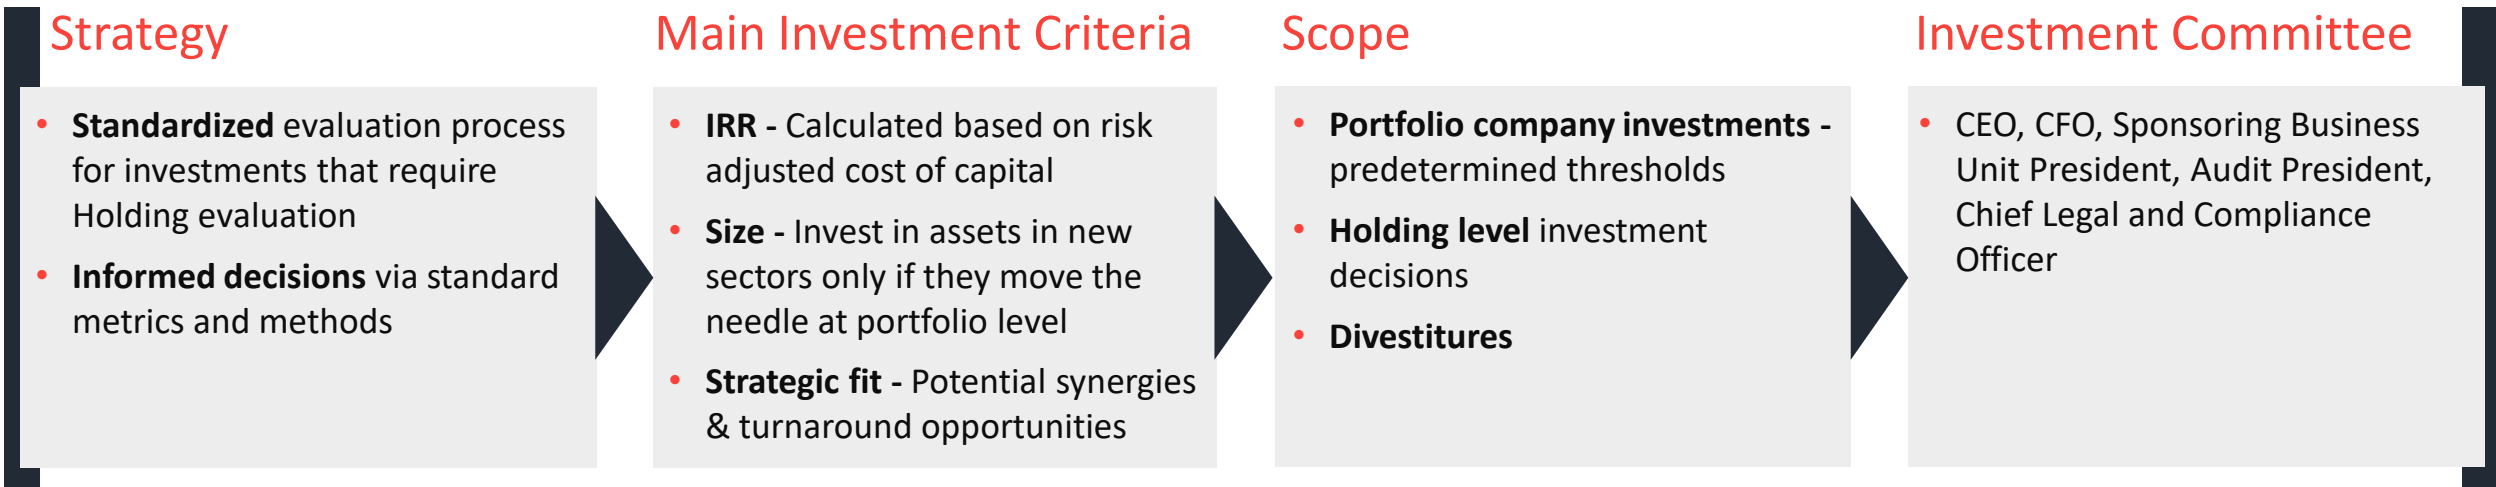 Strategy
• Standardized evaluation process
for investments that require
Holding evaluation
• Informed decisions via standard
metrics and methods
Main Investment Criteria
• IRR - Calculated based on risk
adjusted cost of capital
• Size - Invest in assets in new
sectors only if they move the
needle at portfolio level
• Strategic fit - Potential synergies
& turnaround opportunities
Scope
• Portfolio company investments -
predetermined thresholds
• Holding level investment
decisions
• Divestitures
Investment Committee
• CEO, CFO, Sponsoring Business
Unit President, Audit President,
Chief Legal and Compliance
Officer